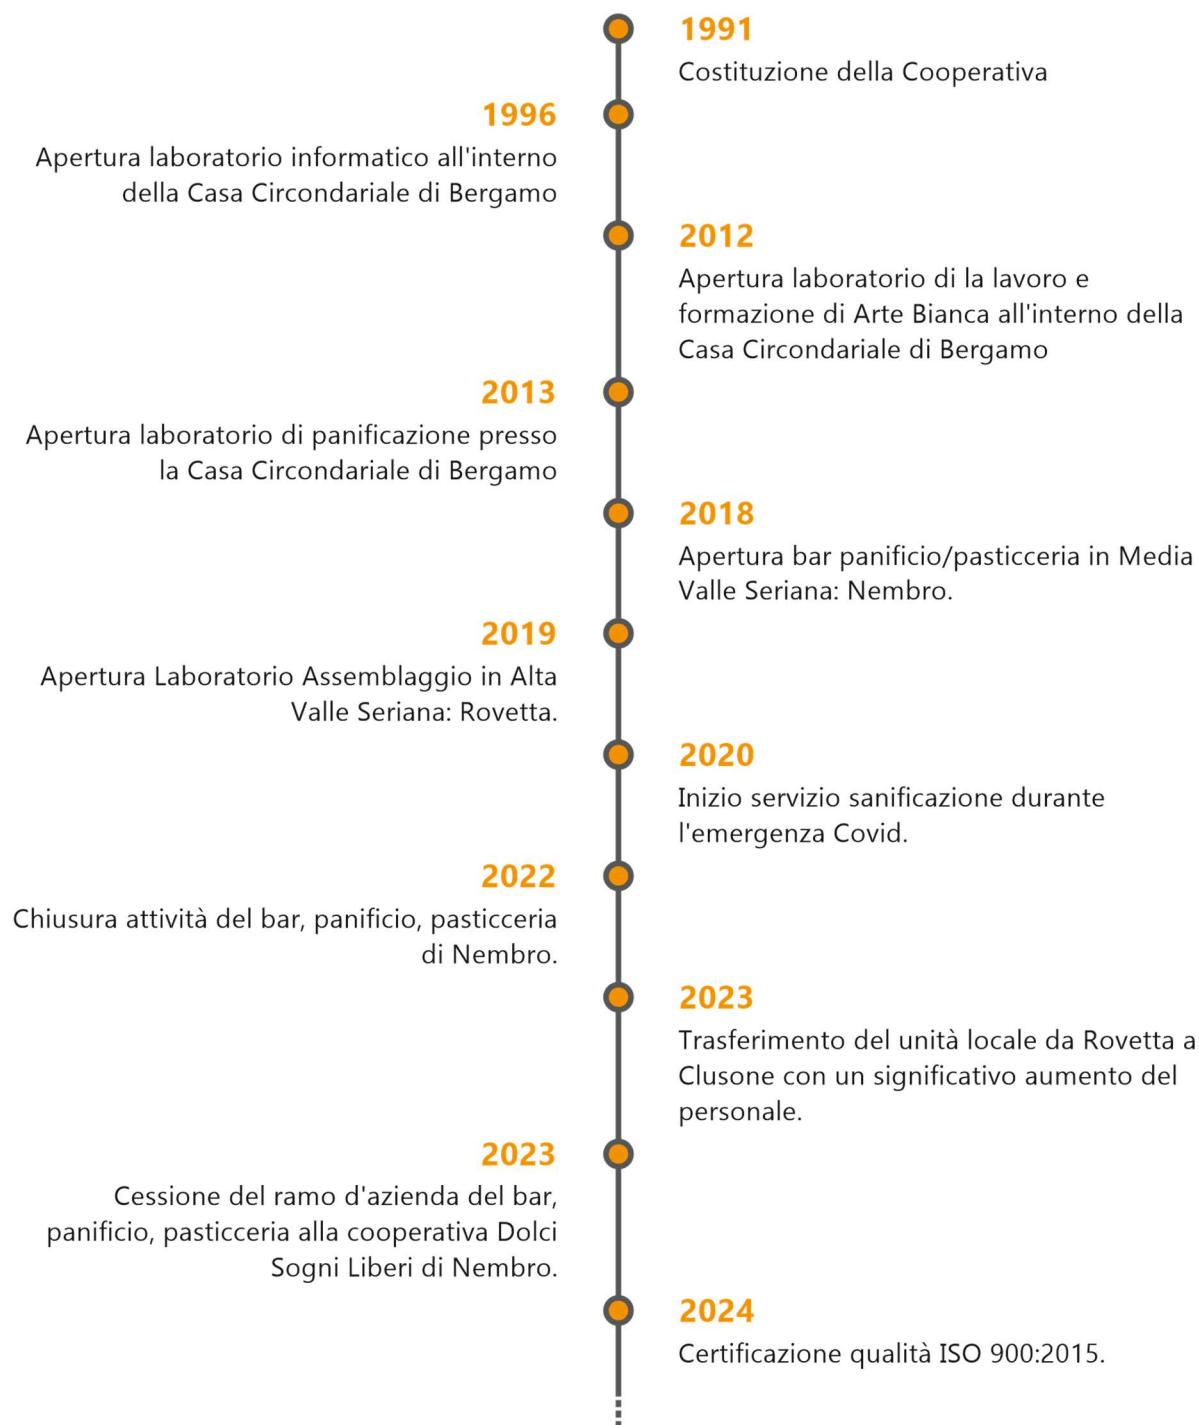 1991
Costituzione della Cooperativa
1996
Apertura laboratorio informatico all'interno
della Casa Circondariale di Bergamo
2012
Apertura laboratorio di la lavoro e
formazione di Arte Bianca all'interno della
Casa Circondariale di Bergamo
2013
Apertura laboratorio di panificazione presso
la Casa Circondariale di Bergamo
2018
Apertura bar panificio/pasticceria in Media
Valle Seriana: Nembro.
2019
Apertura Laboratorio Assemblaggio in Alta
Valle Seriana: Rovetta.
2020
Inizio servizio sanificazione durante
l'emergenza Covid.
2022
Chiusura attività del bar, panificio, pasticceria
di Nembro.
2023
Trasferimento del unità locale da Rovetta a
Clusone con un significativo aumento del
personale.
2023
Cessione del ramo d'azienda del bar,
panificio, pasticceria alla cooperativa Dolci
Sogni Liberi di Nembro.
2024
Certificazione qualità ISO 900:2015.